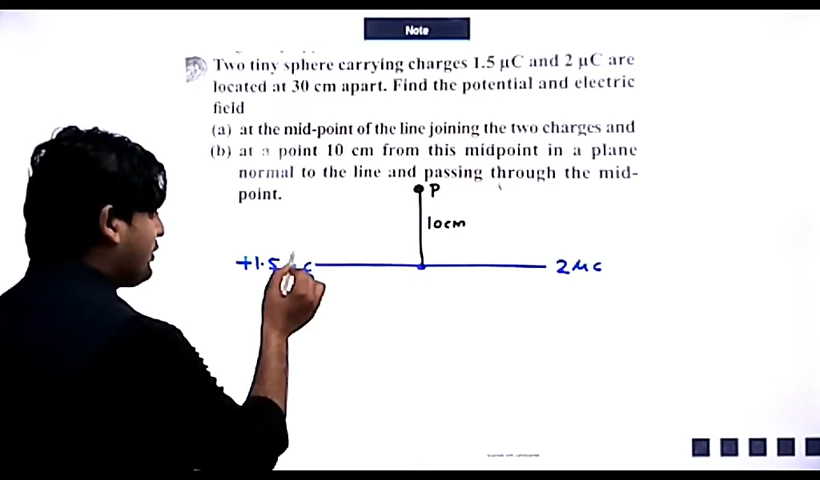 Note
Two tiny sphere carrying charges 1.5 μC and 2 μC are
located at 30 cm apart. Find the potential and electric
field
(a) at the mid-point of the line joining the two charges and
(b) at a point 10 cm from this midpoint in a plane
normal to the line and passing through the mid-
point.
P
10cm
+1.5 c
2μc